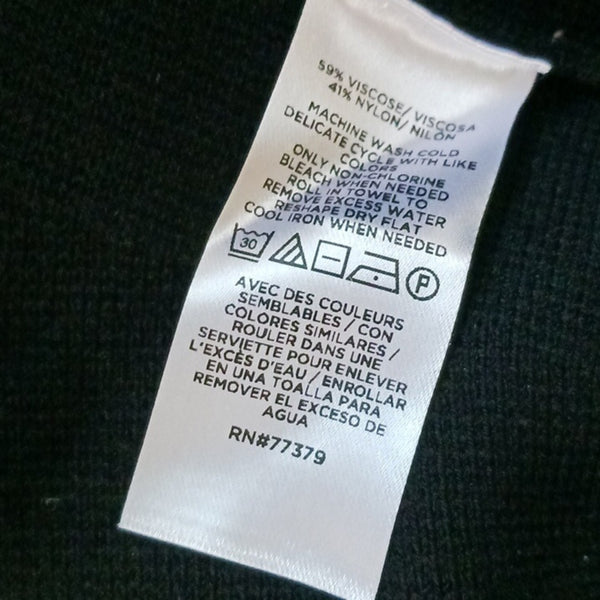 59% VISCOSE/ VISCOSA
41% NYLON/ NILÓN
MACHINE WASH COLD
DELICATE CYCLE WITH LIKE
COLORS
ONLY NON-CHLORINE
BLEACH WHEN NEEDED
ROLL IN TOWEL TO
REMOVE EXCESS WATER
RESHAPE DRY FLAT
COOL IRON WHEN NEEDED
30 P
AVEC DES COULEURS
SEMBLABLES / CON
COLORES SIMILARES /
ROULER DANS UNE
SERVIETTE POUR ENLEVER
L'EXCÈS D'EAU / ENROLLAR
EN UNA TOALLA PARA
REMOVER EL EXCESO DE
AGUA
RN#77379